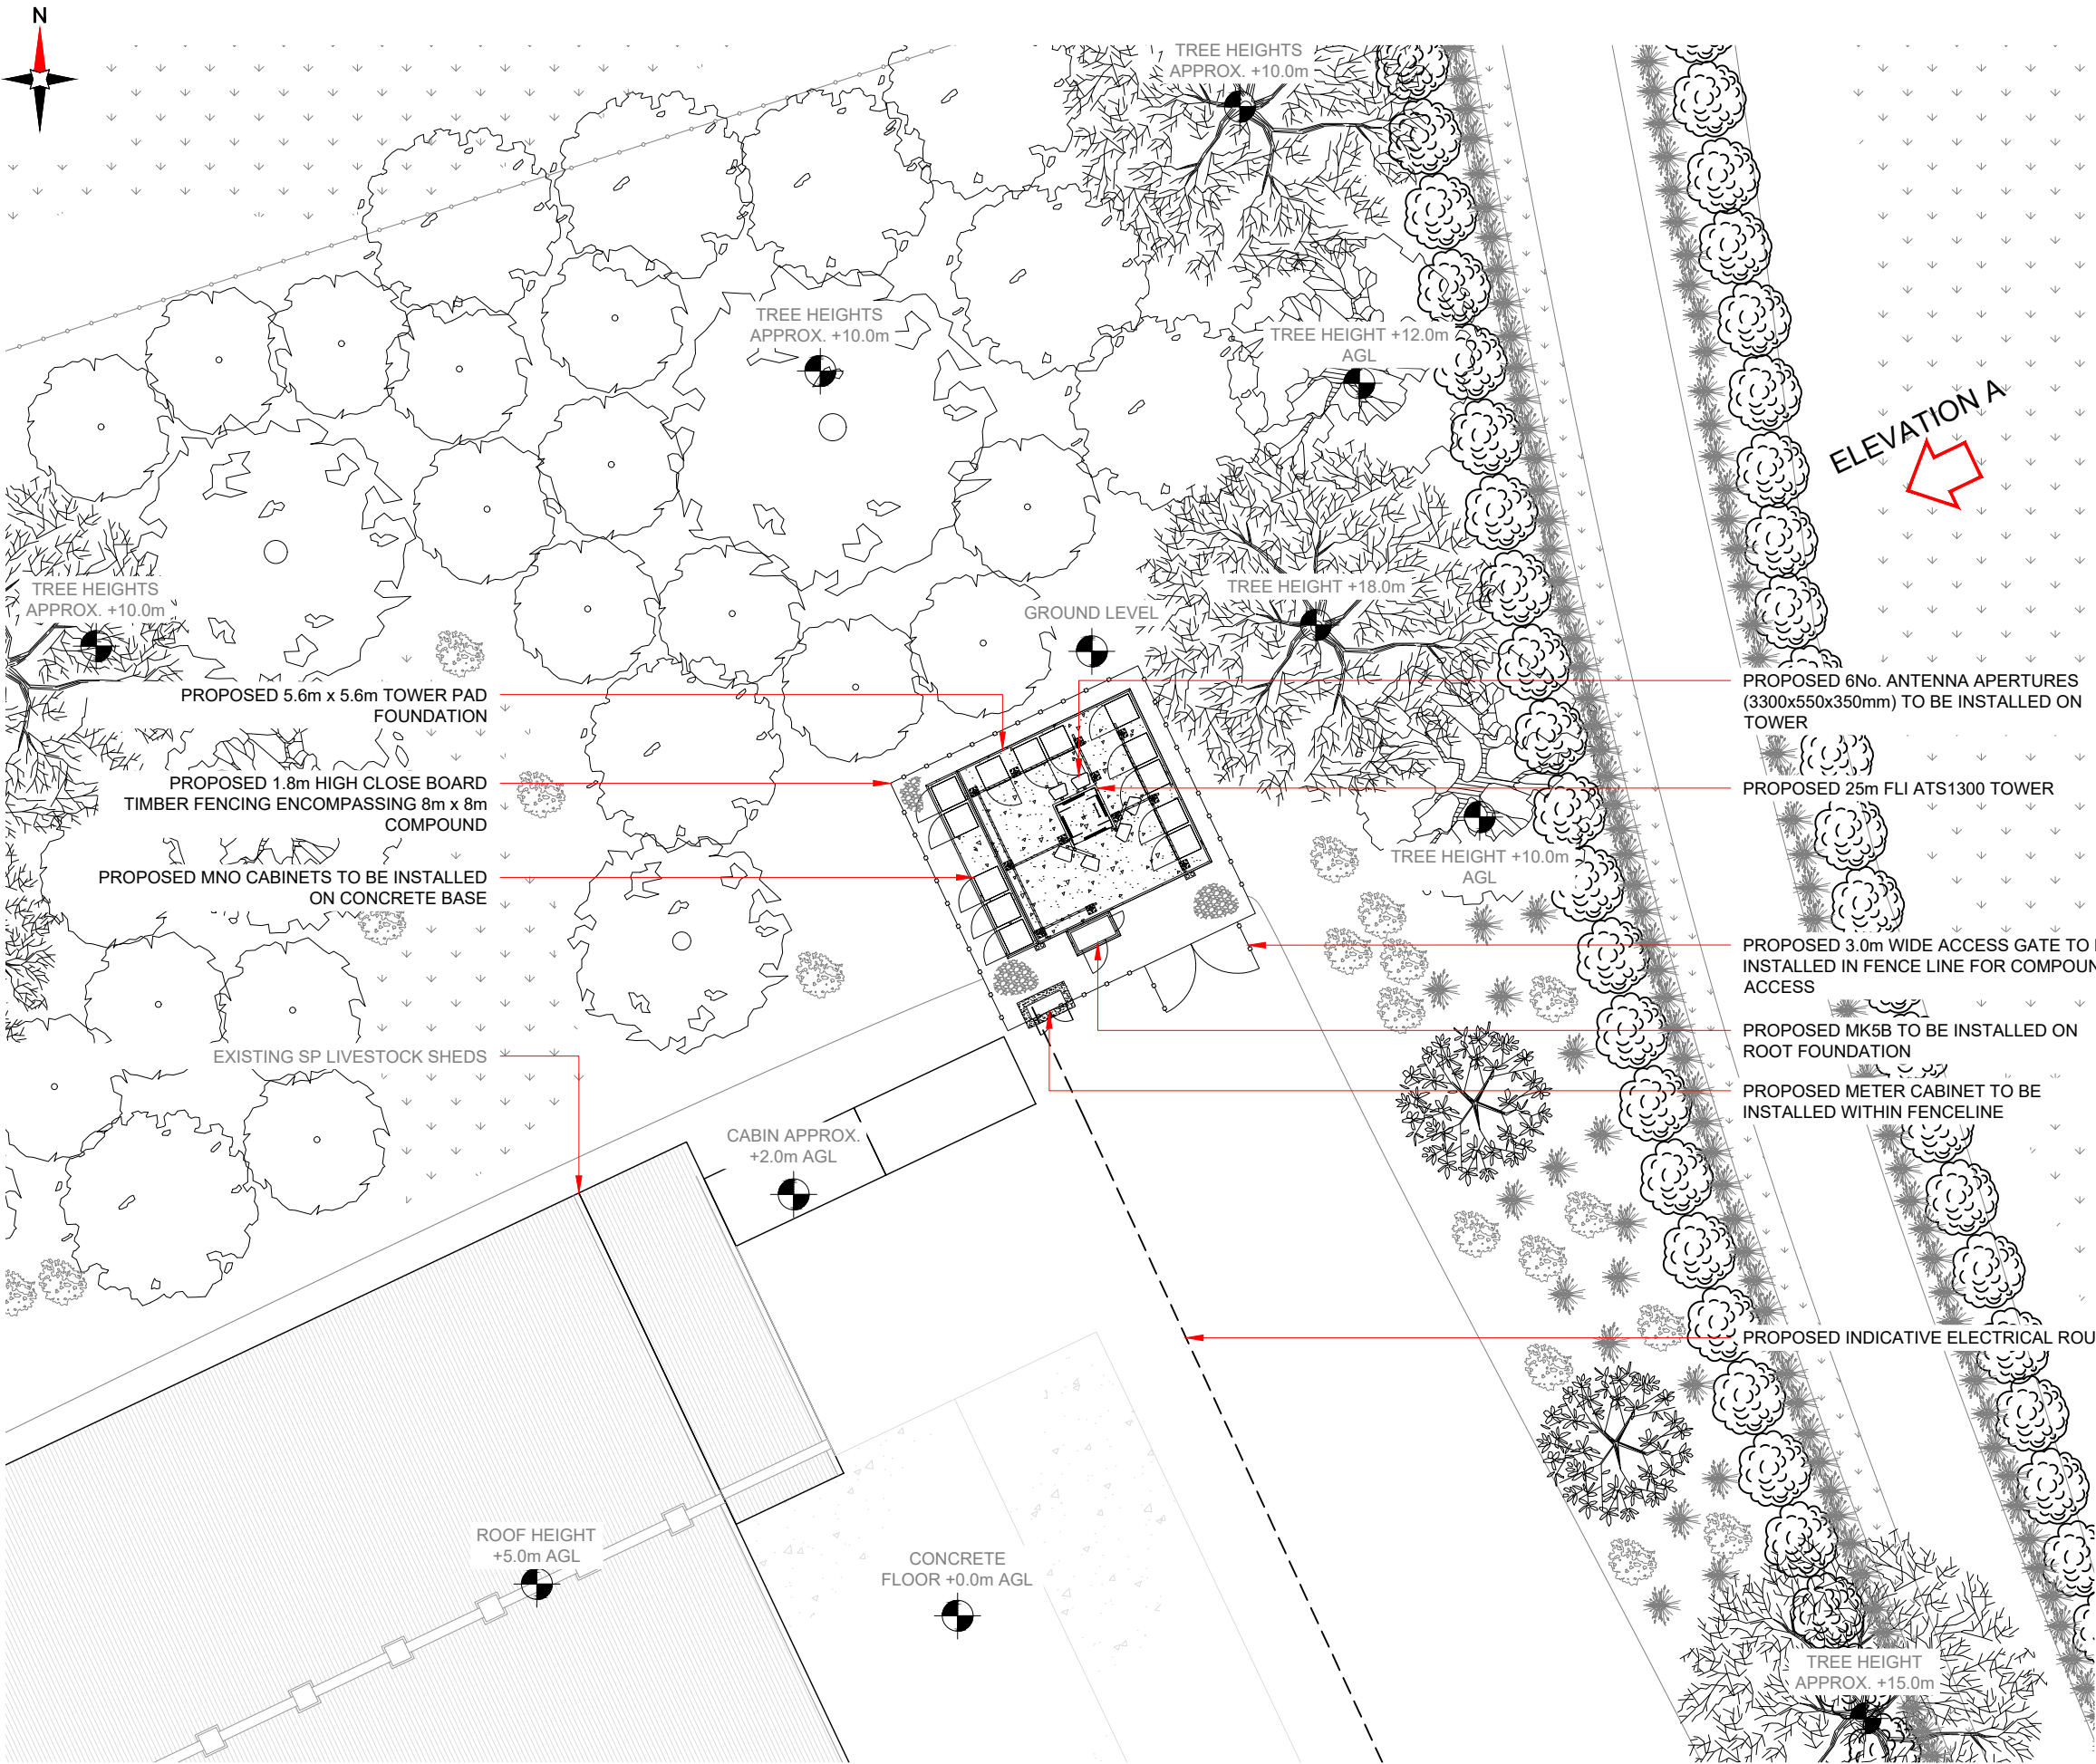 N
TREE HEIGHTS
APPROX. +10.0m
TREE HEIGHTS
APPROX. +10.0m
TREE HEIGHT +12.0m
AGL
ELEVATION A
TREE HEIGHTS
APPROX. +10.0m
TREE HEIGHT +18.0m
GROUND LEVEL
PROPOSED 5.6m x 5.6m TOWER PAD
FOUNDATION
PROPOSED 1.8m HIGH CLOSE BOARD
TIMBER FENCING ENCOMPASSING 8m x 8m
COMPOUND
PROPOSED MNO CABINETS TO BE INSTALLED
ON CONCRETE BASE
EXISTING SP LIVESTOCK SHEDS
PROPOSED 6No. ANTENNA APERTURES
(3300x550x350mm) TO BE INSTALLED ON
TOWER
PROPOSED 25m FLI ATS1300 TOWER
TREE HEIGHT +10.0m
AGL
PROPOSED 3.0m WIDE ACCESS GATE TO
INSTALLED IN FENCE LINE FOR COMPOUN
ACCESS
PROPOSED MK5B TO BE INSTALLED ON
ROOT FOUNDATION
PROPOSED METER CABINET TO BE
INSTALLED WITHIN FENCELINE
CABIN APPROX.
+2.0m AGL
PROPOSED INDICATIVE ELECTRICAL ROU
ROOF HEIGHT
+5.0m AGL
CONCRETE
FLOOR +0.0m AGL
TREE HEIGHT
APPROX. +15.0m